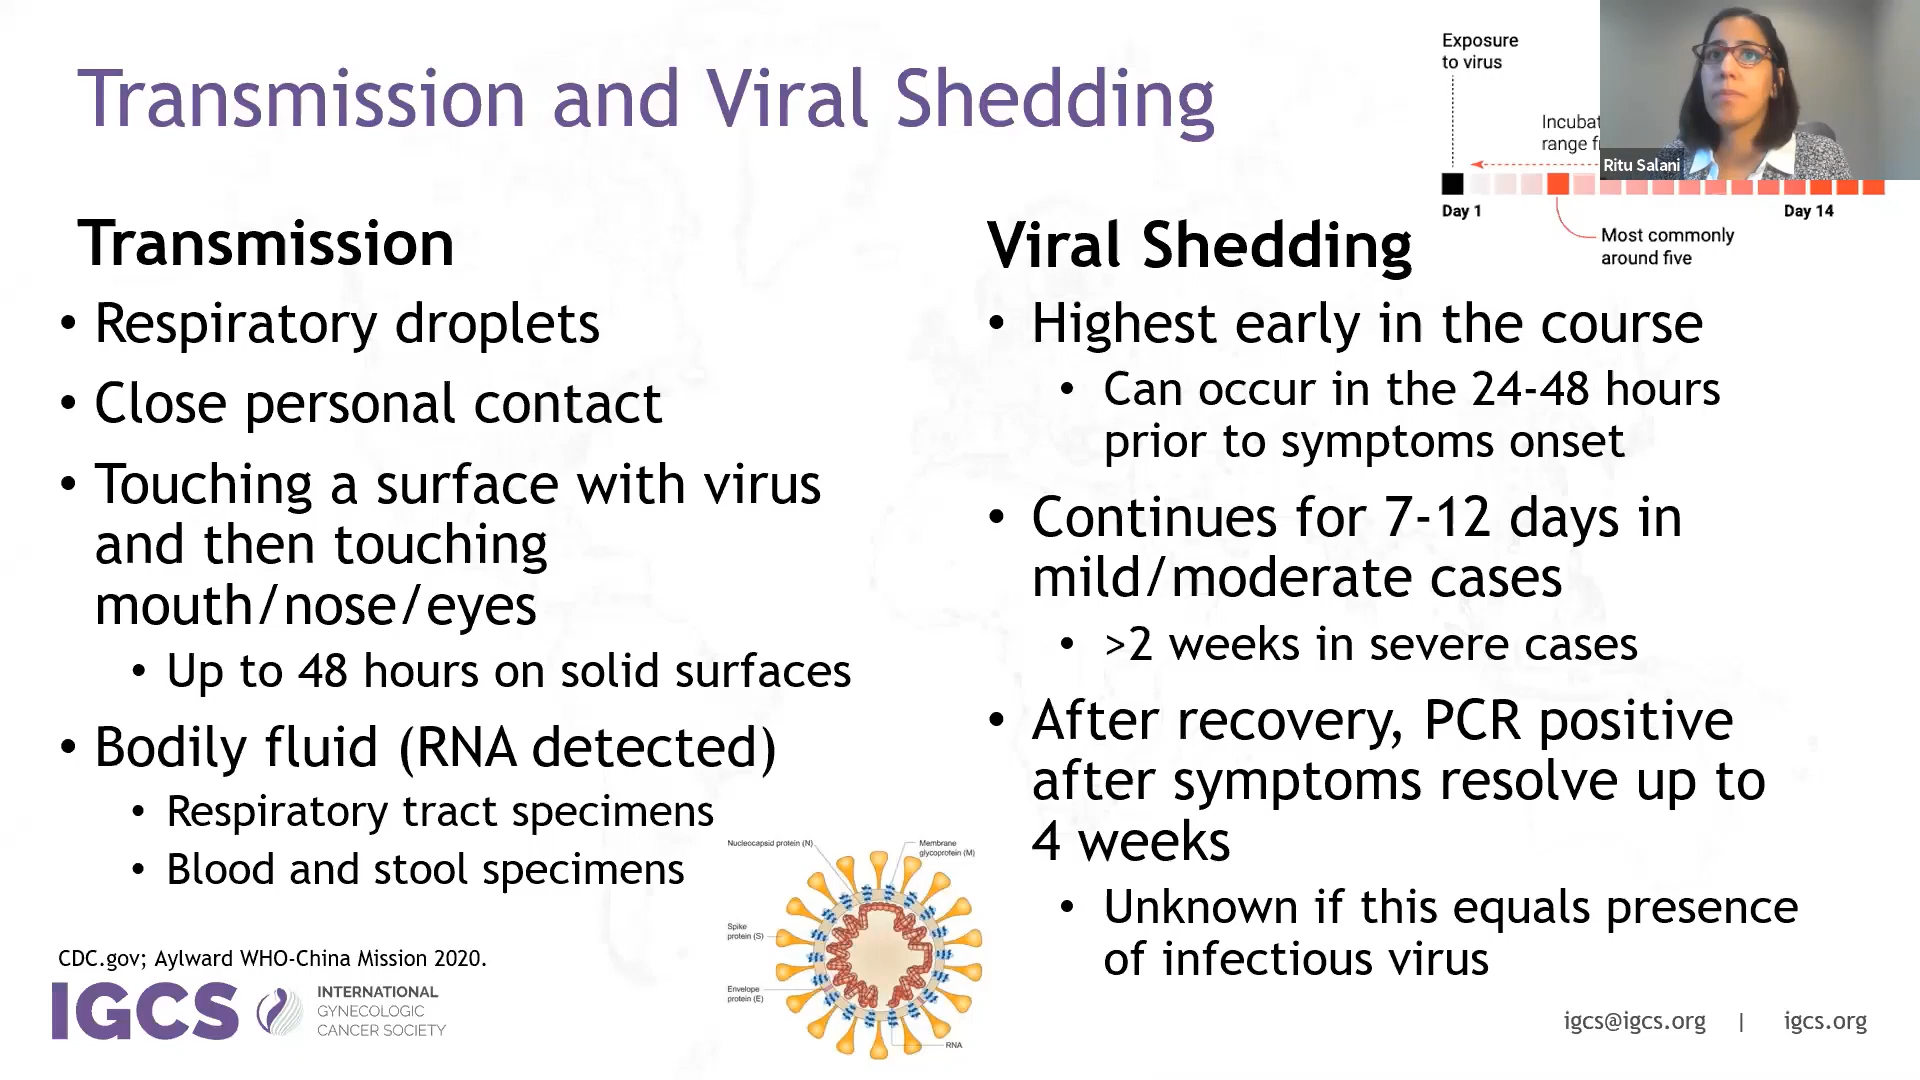 Transmission and Viral Shedding
Exposure
to virus
Incubat
range f
Ritu Salani
Day 1
Day 14
Most commonly
around five
Transmission
• Respiratory droplets
• Close personal contact
• Touching a surface with virus
and then touching
mouth/nose/eyes
• Up to 48 hours on solid surfaces
• Bodily fluid (RNA detected)
• Respiratory tract specimens
• Blood and stool specimens
Viral Shedding
• Highest early in the course
• Can occur in the 24-48 hours
prior to symptoms onset
• Continues for 7-12 days in
mild/moderate cases
• >2 weeks in severe cases
• After recovery, PCR positive
after symptoms resolve up to
4 weeks
• Unknown if this equals presence
of infectious virus
Nucleocapsid protein (N)
Membrane
glycoprotein (M)
Spike
protein (S)
Envelope
protein (E)
RNA
CDC.gov; Aylward WHO-China Mission 2020.
IGCS
INTERNATIONAL
GYNECOLOGIC
CANCER SOCIETY
igcs@igcs.org | igcs.org